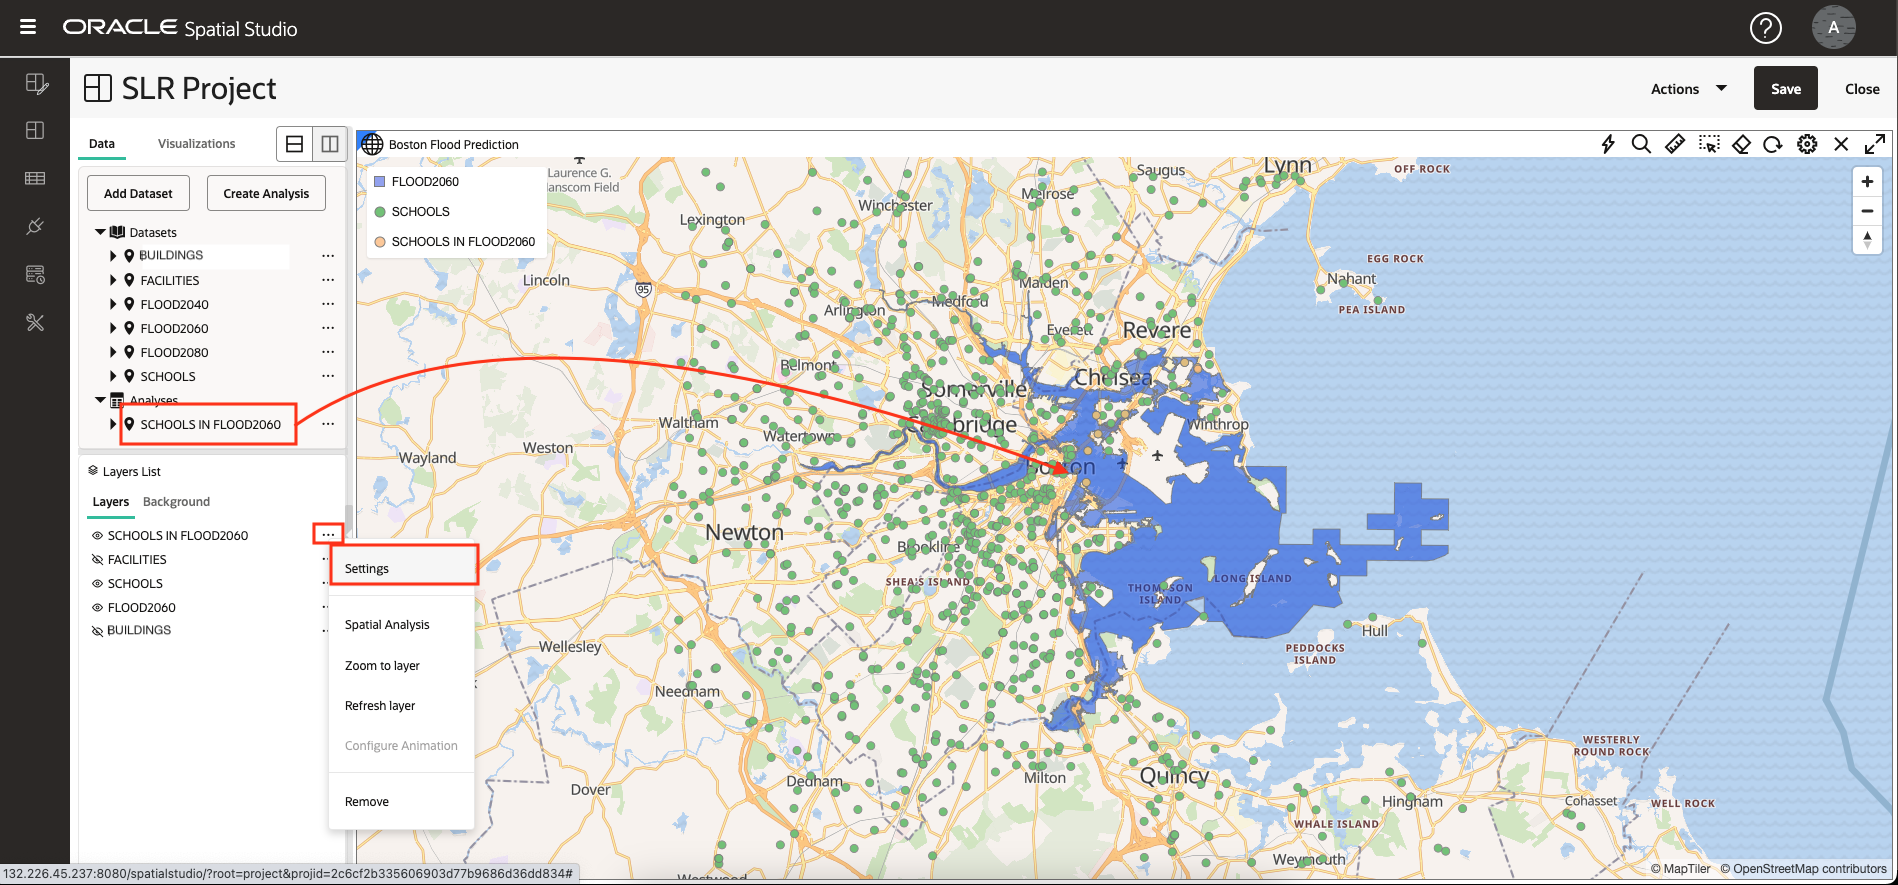 ORACLE Spatial Studio
A
SLR Project
Actions
Save
Close
Data
Visualizations
Add Dataset
Create Analysis
Datasets
BUILDINGS
FACILITIES
FLOOD2040
FLOOD2060
FLOOD2080
SCHOOLS
Analyses
SCHOOLS IN FLOOD2060
Layers List
Layers
Background
SCHOOLS IN FLOOD2060
FACILITIES
SCHOOLS
FLOOD2060
BUILDINGS
Settings
Spatial Analysis
Zoom to layer
Refresh layer
Configure Animation
Remove
Boston Flood Prediction
FLOOD2060
SCHOOLS
SCHOOLS IN FLOOD2060
Laurence G.
Hanscom Field
Saugus
Lynn
OFF ROCK
Melrose
Winchester
Lexington
EGG ROCK
Nahant
Lincoln
95
Malden
Medford
PEA ISLAND
Arlington
Everett
Revere
Belmont
Somerville
Chelsea
Waltham
Cambridge
Winthrop
Watertown
Weston
Wayland
Boston
Newton
Brookline
SHEA'S ISLAND
LONG ISLAND
THOMPSON
ISLAND
Hull
PEDDOCKS
ISLAND
Wellesley
Needham
WESTERLY
ROUND ROCK
Milton
Quincy
Dedham
Dover
Hingham
Cohasset
WELL ROCK
WHALE ISLAND
Weymouth
Westwood
© MapTiler © OpenStreetMap contributors
132.226.45.237:8080/spatialstudio/?root=project&projid=2c6cf2b335606903d77b9686d36dd834#